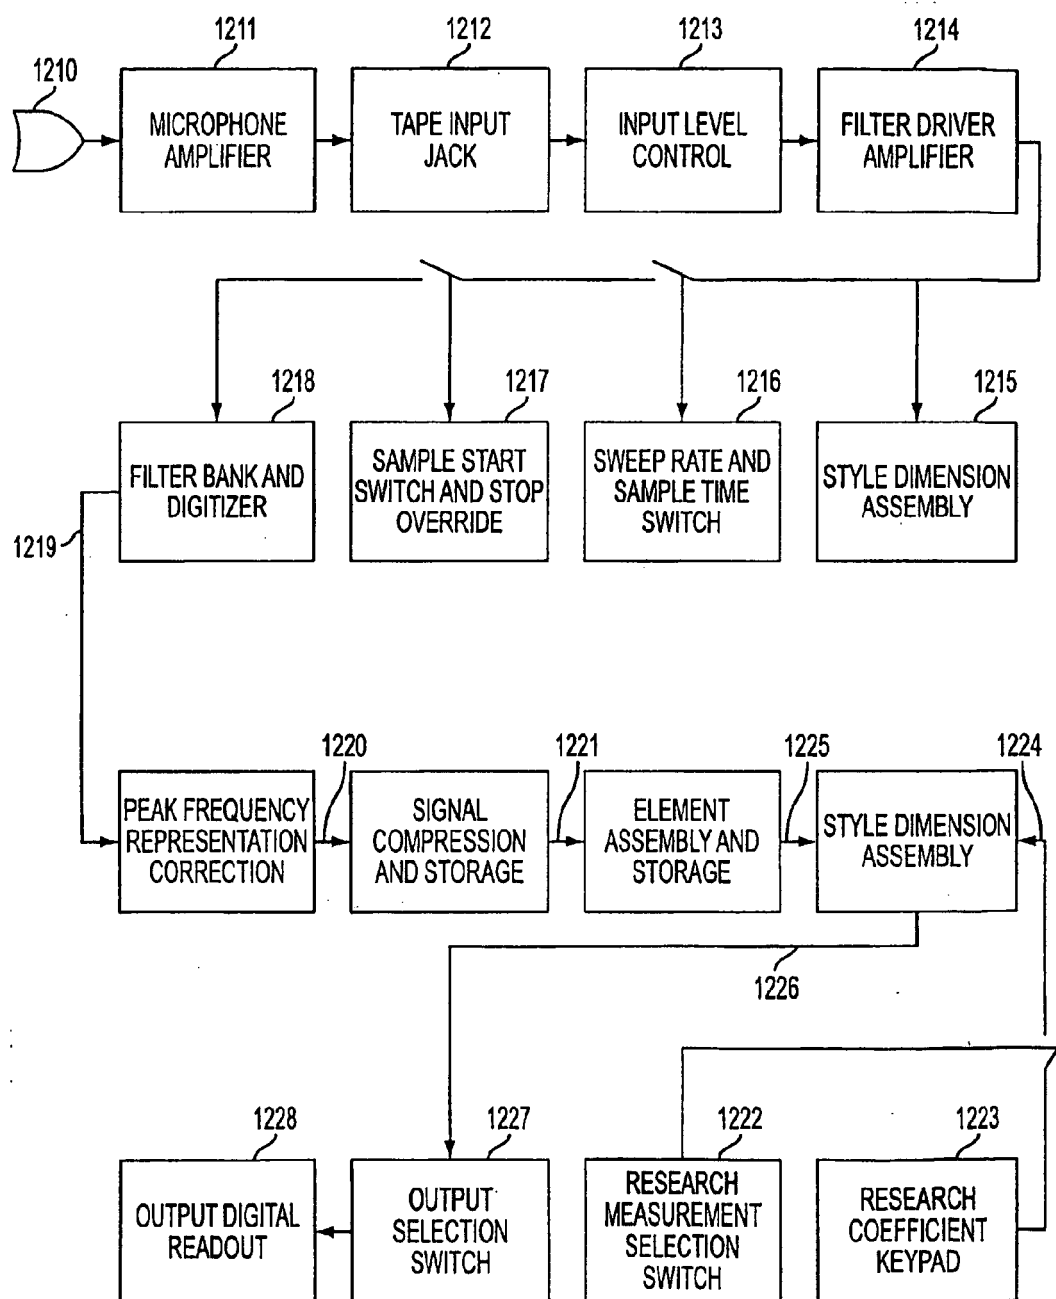 1210
1211
1212
1213
1214
MICROPHONE
AMPLIFIER
TAPE INPUT
JACK
INPUT LEVEL
CONTROL
FILTER DRIVER
AMPLIFIER
1218
1217
1216
1215
FILTER BANK AND
DIGITIZER
SAMPLE START
SWITCH AND STOP
OVERRIDE
SWEEP RATE AND
SAMPLE TIME
SWITCH
STYLE DIMENSION
ASSEMBLY
1219
1220
1221
1225
1224
PEAK FREQUENCY
REPRESENTATION
CORRECTION
SIGNAL
COMPRESSION
AND STORAGE
ELEMENT
ASSEMBLY AND
STORAGE
STYLE DIMENSION
ASSEMBLY
1226
1228
1227
1222
1223
OUTPUT DIGITAL
READOUT
OUTPUT
SELECTION
SWITCH
RESEARCH
MEASUREMENT
SELECTION
SWITCH
RESEARCH
COEFFICIENT
KEYPAD